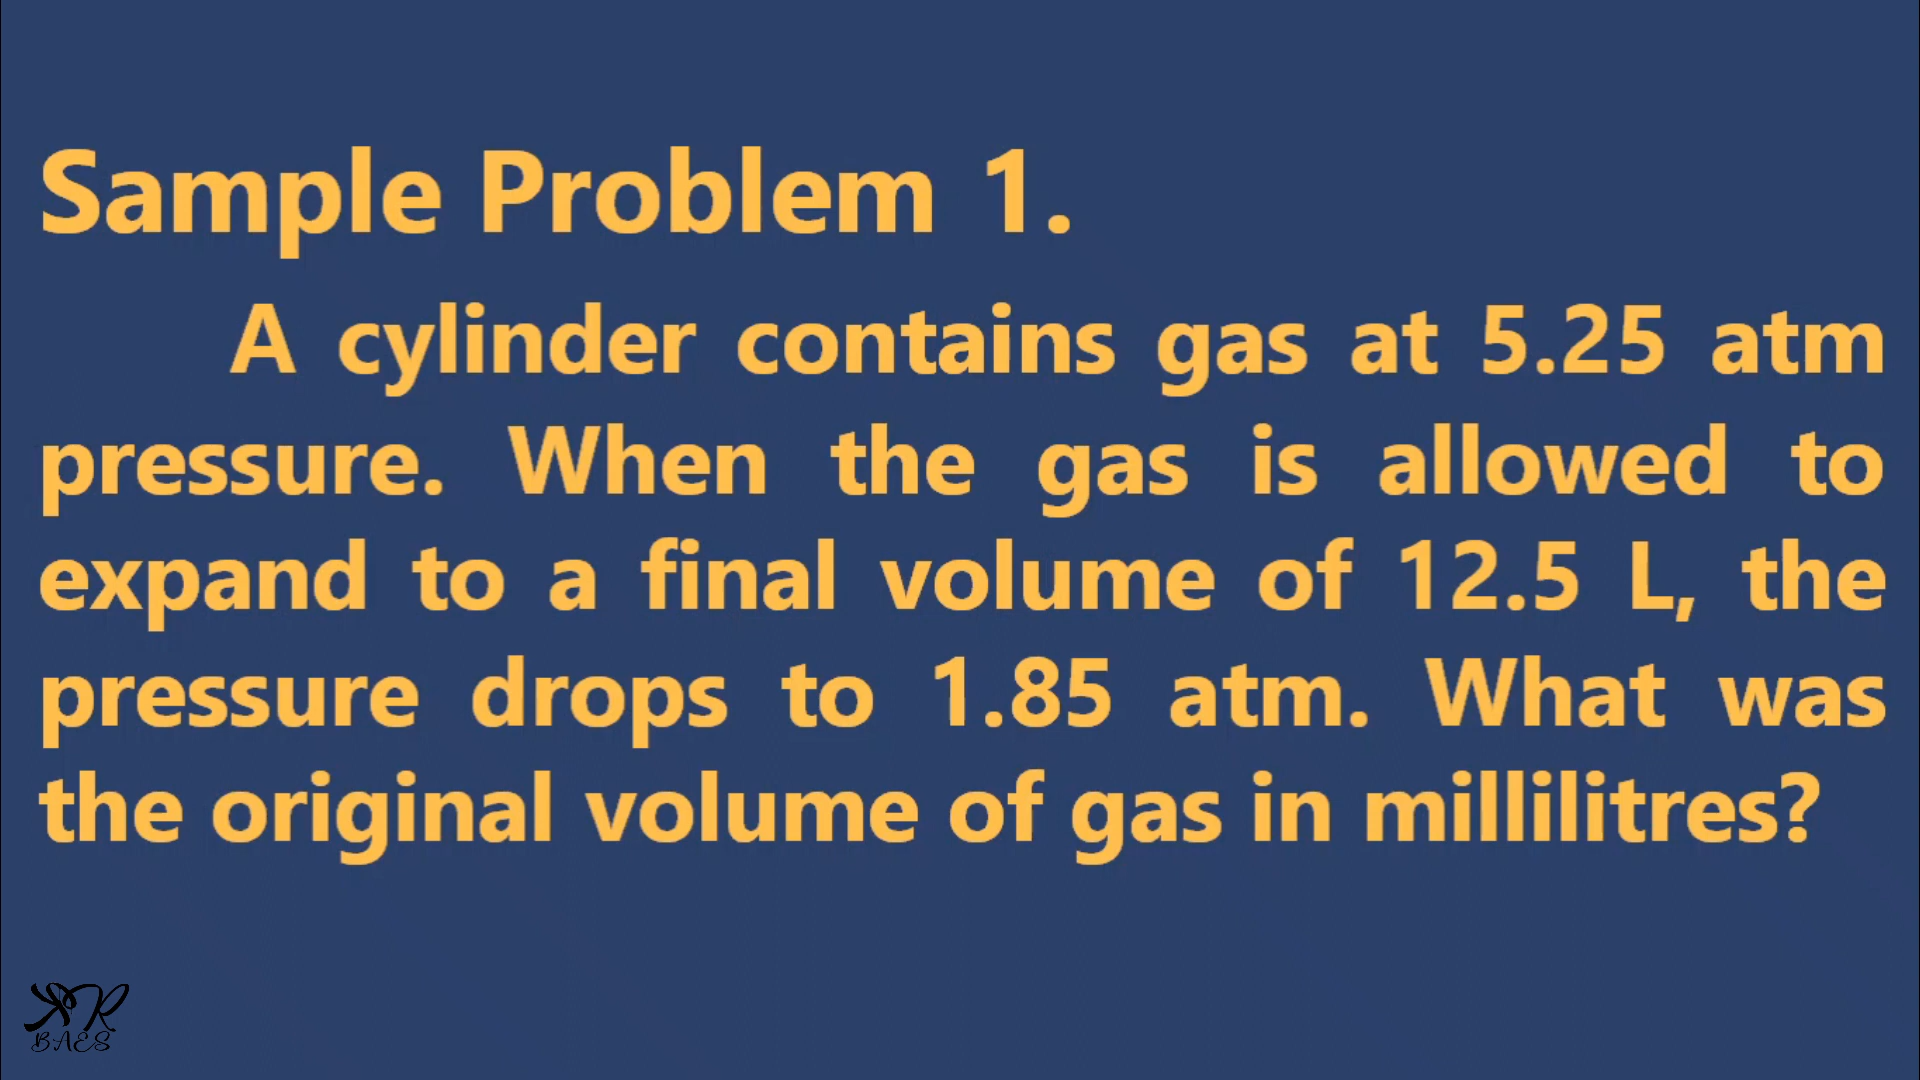 Sample Problem 1.
A cylinder contains gas at 5.25 atm
pressure. When the gas is allowed to
expand to a final volume of 12.5 L, the
pressure drops to 1.85 atm. What was
the original volume of gas in millilitres?
KR
BAES